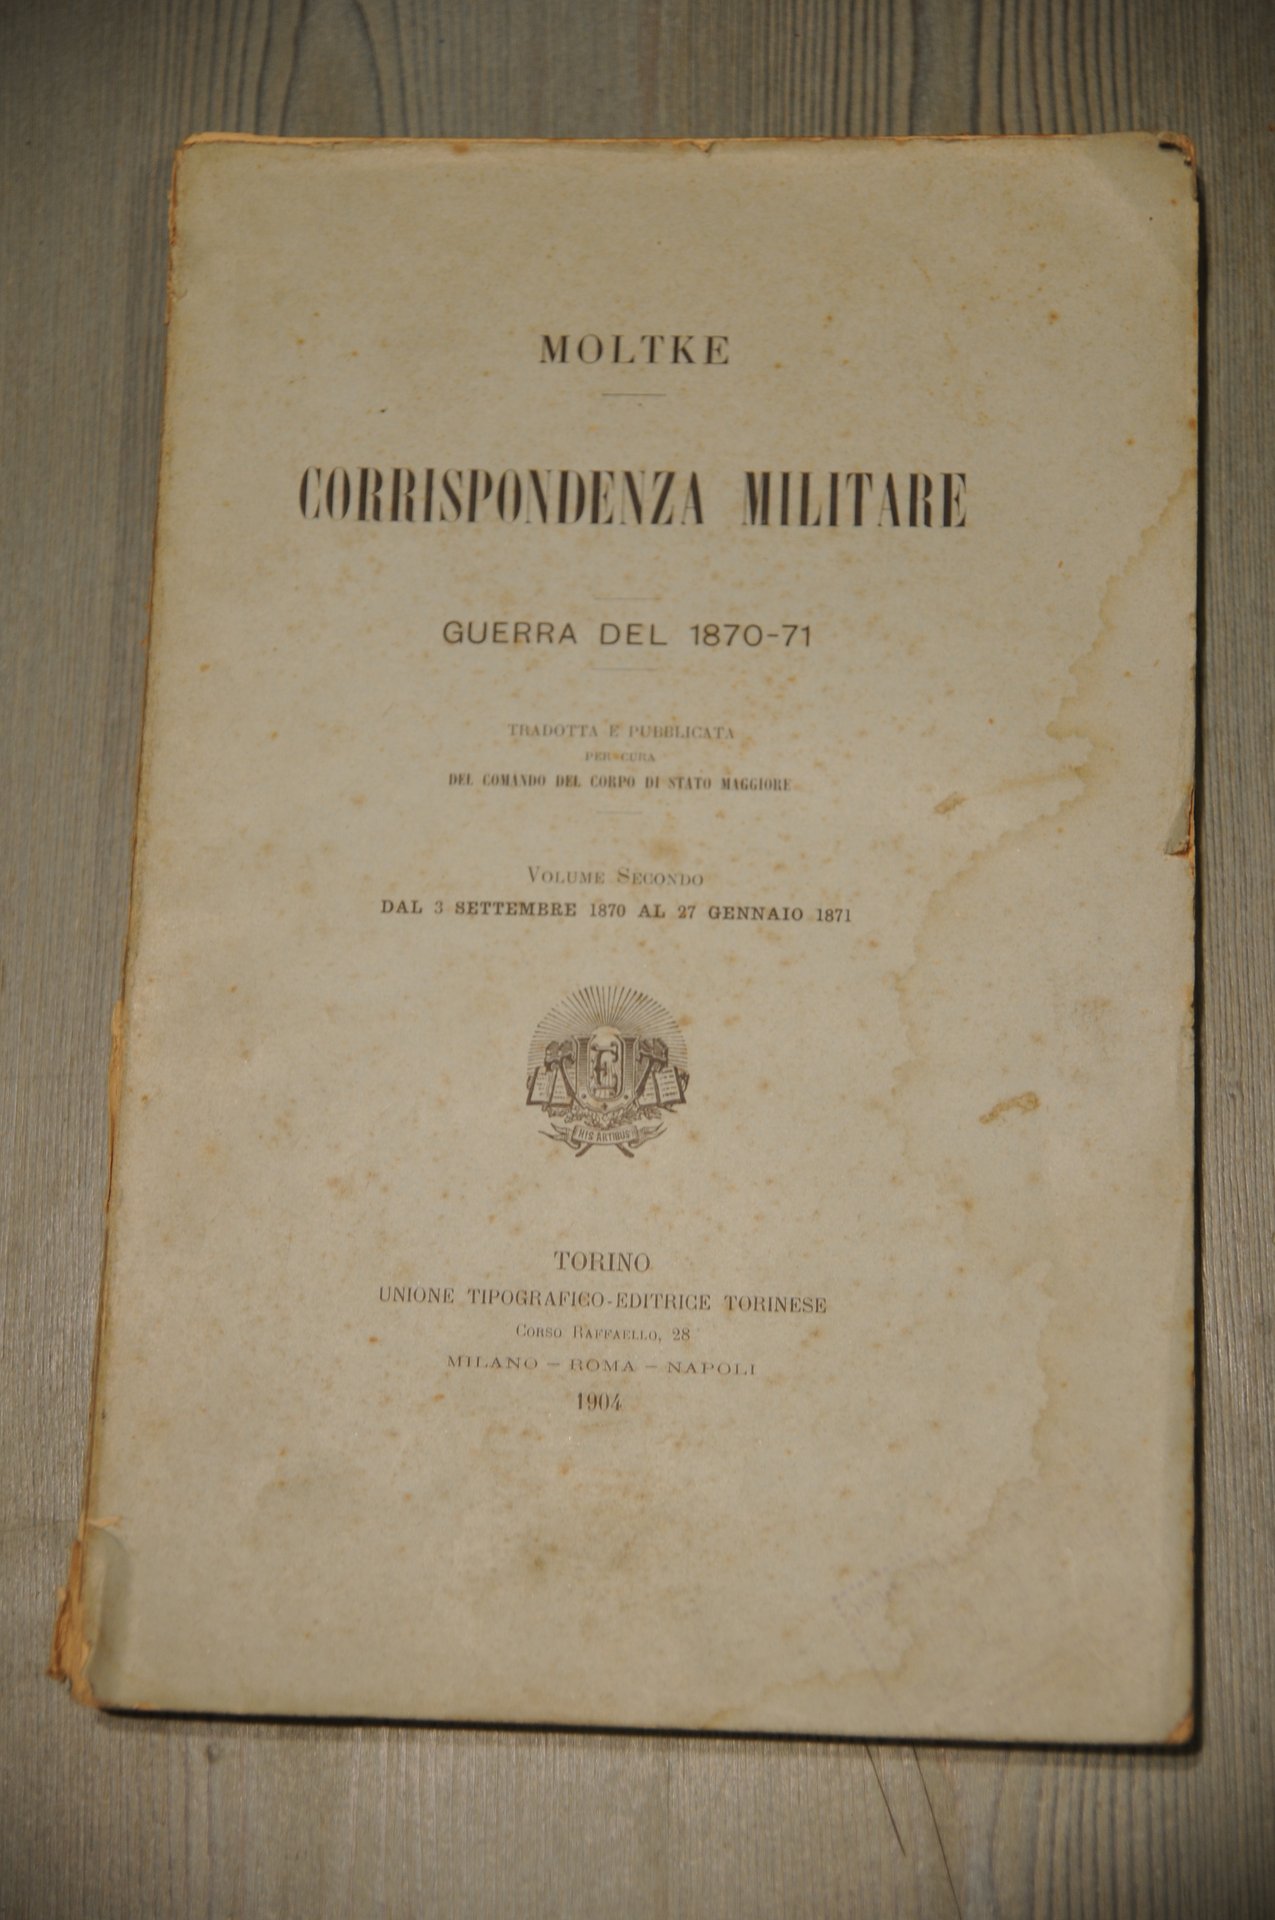 MOLTKE
CORRISPONDENZA MILITARE
GUERRA DEL 1870-71
TRADOTTA E PUBBLICATA
PER CURA
DEL COMANDO DEL CORPO DI STATO MAGGIORE
VOLUME SECONDO
DAL 3 SETTEMBRE 1870 AL 27 GENNAIO 1871
HIS ARTIBUS
TORINO
UNIONE TIPOGRAFICO-EDITRICE TORINESE
CORSO RAFFAELLO, 28
MILANO — ROMA — NAPOLI
1904